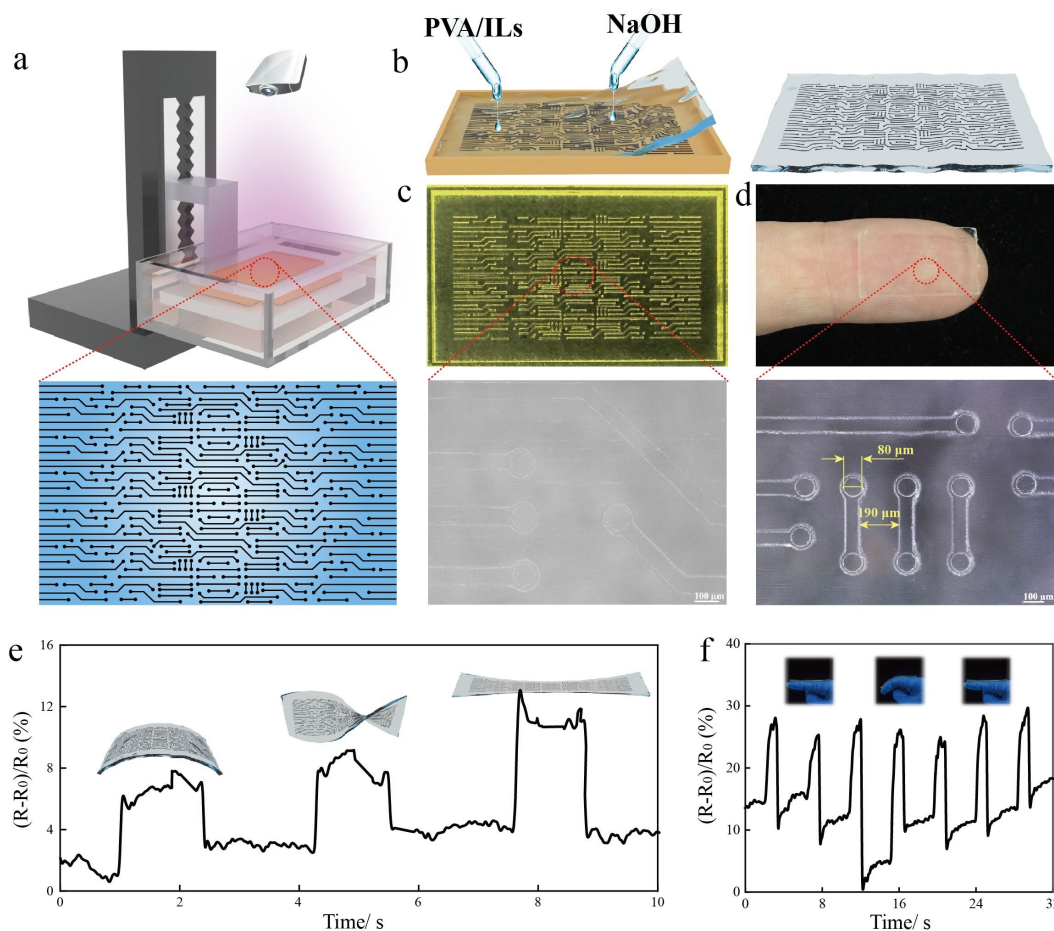 a
b
PVA/ILs
NaOH
c
d
80 μm
190 μm
100 μm
100 μm
e
16
12
8
4
0
(R-R₀)/R₀ (%)
0
2
4
6
8
10
Time/ s
f
40
30
20
10
0
(R-R₀)/R₀ (%)
0
8
16
24
32
Time/ s